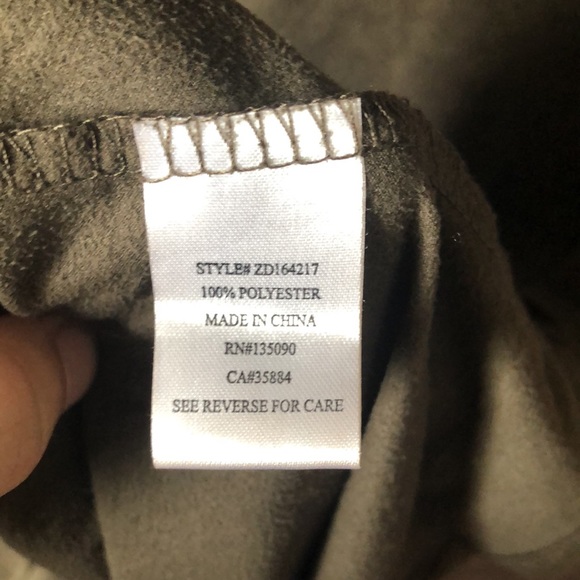 STYLE# ZD164217
100% POLYESTER
MADE IN CHINA
RN#135090
CA#35884
SEE REVERSE FOR CARE